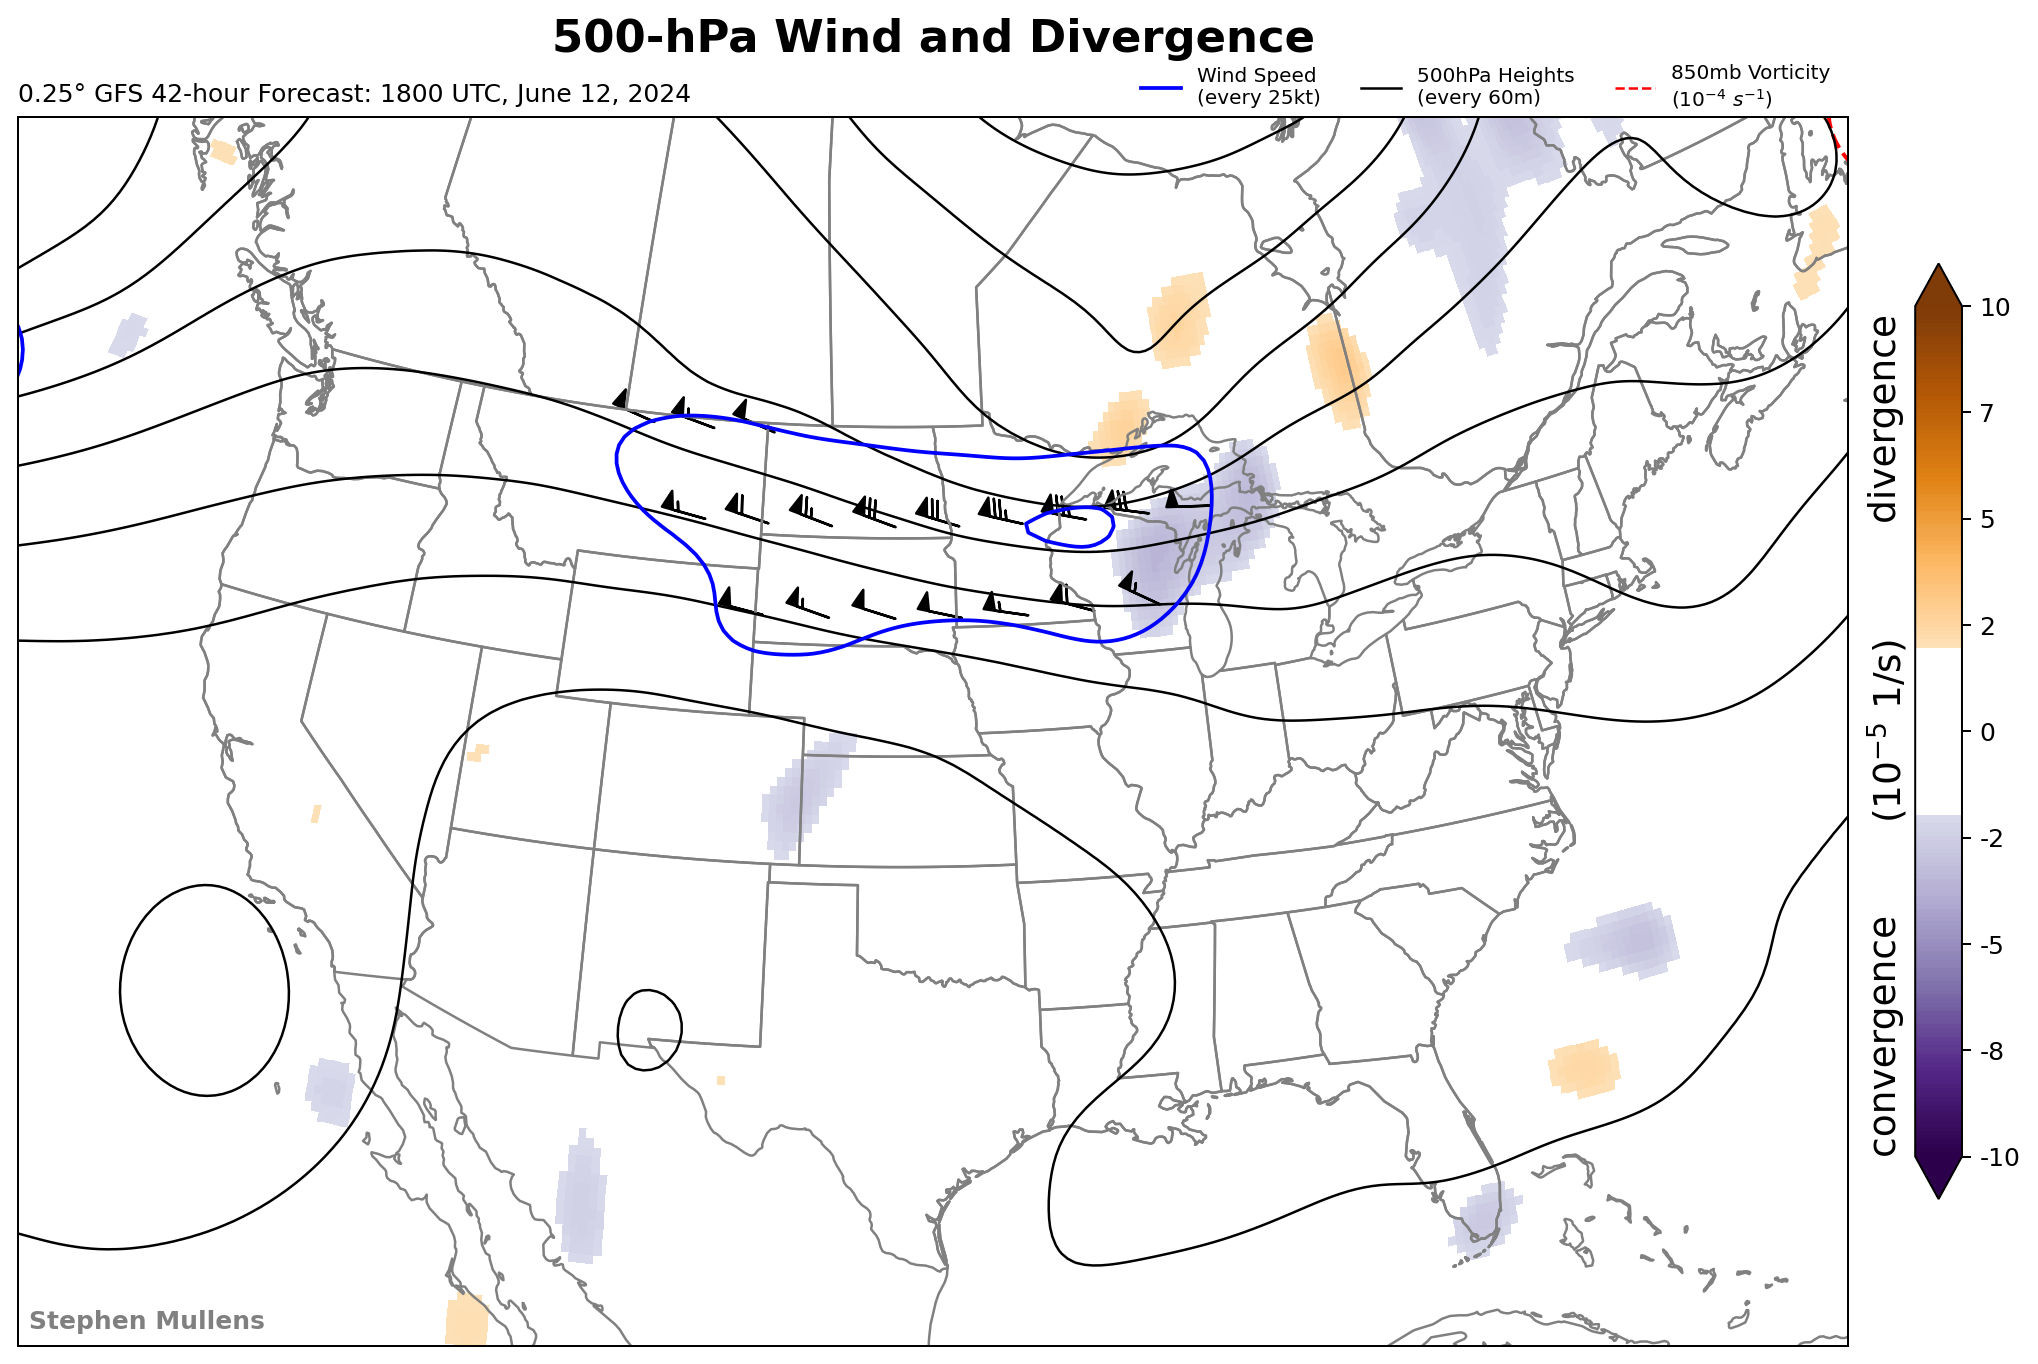 500-hPa Wind and Divergence
0.25° GFS 42-hour Forecast: 1800 UTC, June 12, 2024
Wind Speed
(every 25kt)
500hPa Heights
(every 60m)
850mb Vorticity
(10⁻⁴ s⁻¹)
10
7
5
2
0
-2
-5
-8
-10
convergence (10⁻⁵ 1/s) divergence
Stephen Mullens